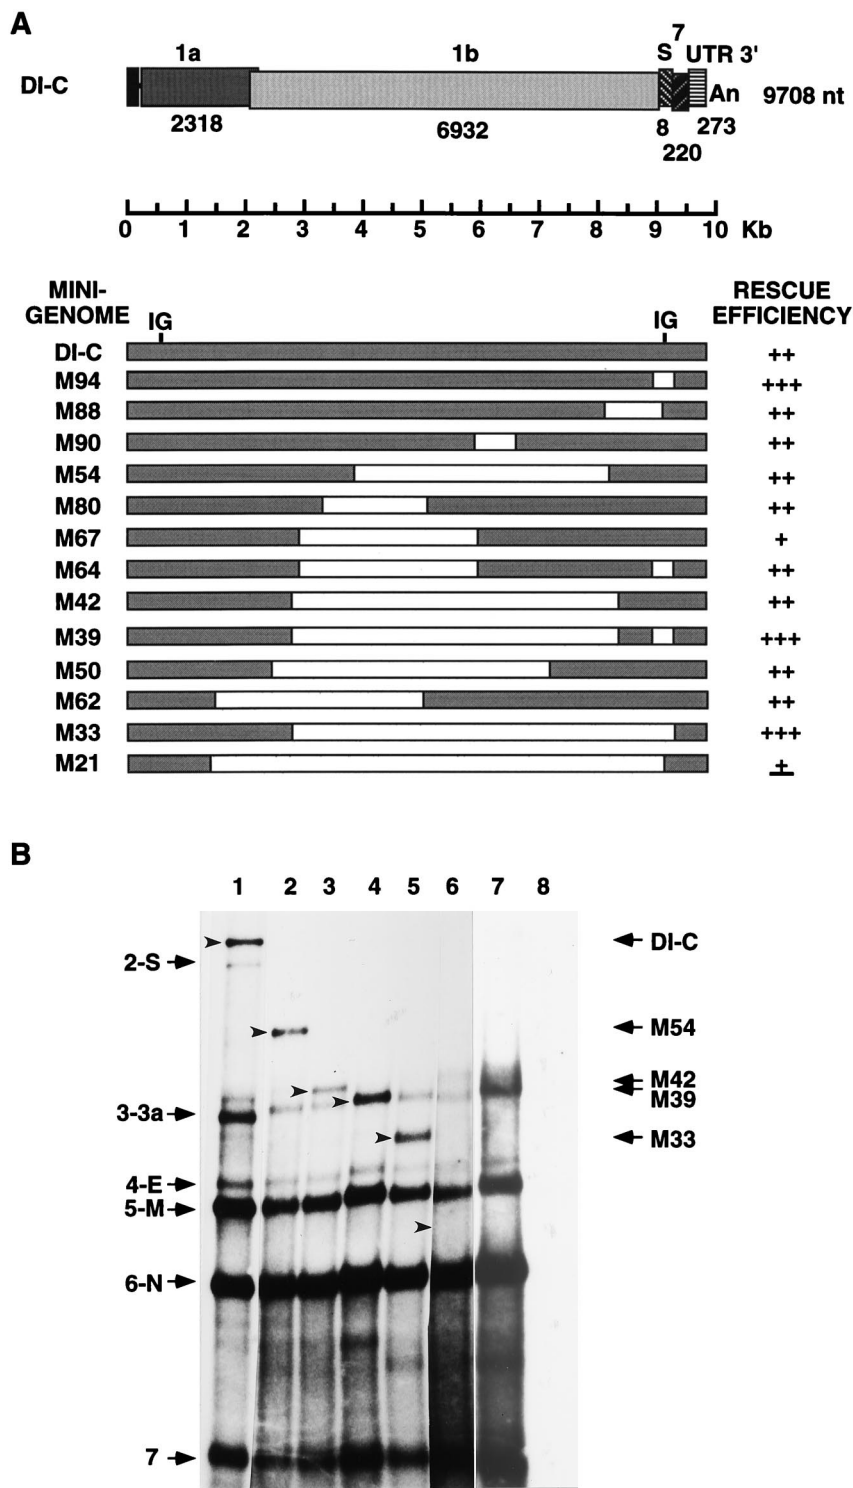 A
7
1a 1b S UTR 3'
DI-C An 9708 nt
2318 6932 8 273
220
0 1 2 3 4 5 6 7 8 9 10 Kb
MINI-GENOME RESCUE EFFICIENCY
IG IG
DI-C ++
M94 +++
M88 ++
M90 ++
M54 ++
M80 ++
M67 +
M64 ++
M42 ++
M39 +++
M50 ++
M62 ++
M33 +++
M21 ±
B
1 2 3 4 5 6 7 8
DI-C
2-S
M54
M42
M39
3-3a
M33
4-E
5-M
6-N
7